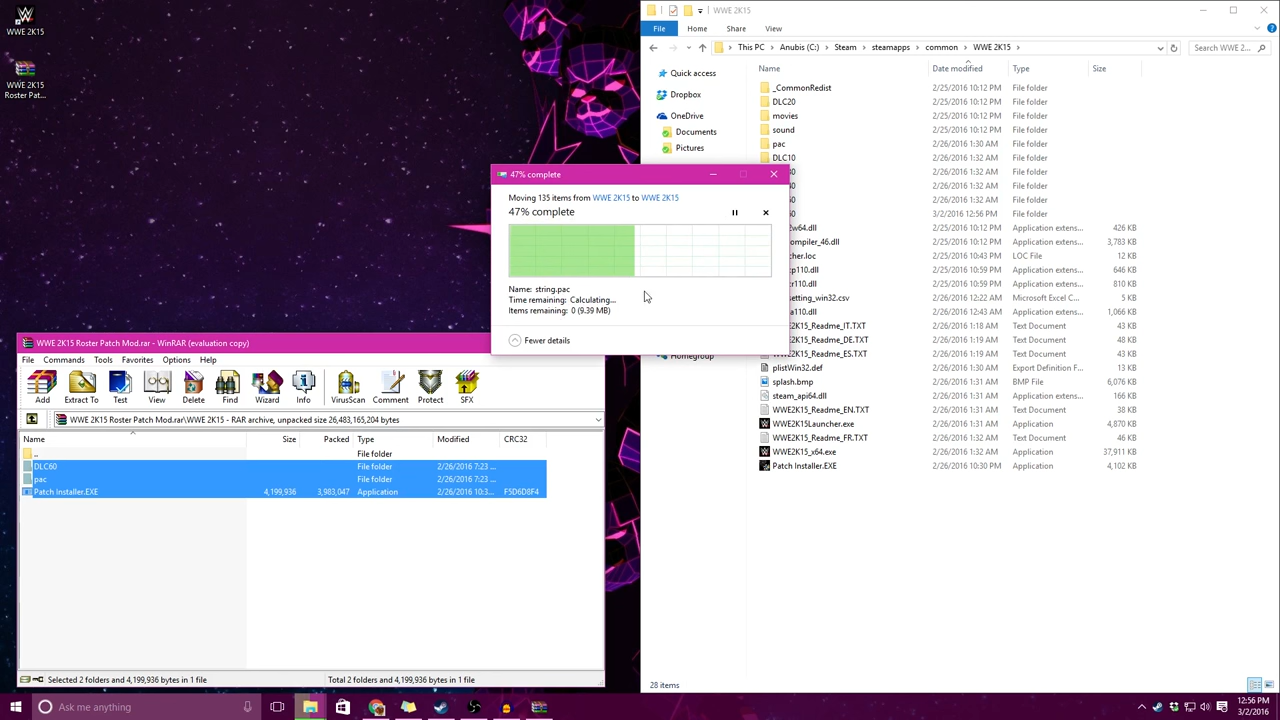 WWE 2K15
WWE 2K15
Roster Pat...
WWE 2K15
File
Home
Share
View
This PC
Anubis (C:)
Steam
steamapps
common
WWE 2K15
Search WWE 2...
Quick access
Dropbox
OneDrive
Documents
Pictures
Homegroup
Name
Date modified
Type
Size
_CommonRedist 2/25/2016 10:12 PM File folder
DLC20 2/25/2016 10:12 PM File folder
movies 2/25/2016 10:12 PM File folder
sound 2/25/2016 10:12 PM File folder
pac 2/26/2016 1:30 AM File folder
DLC10 2/26/2016 1:32 AM File folder
2/26/2016 1:32 AM File folder
2/26/2016 1:32 AM File folder
2/26/2016 1:32 AM File folder
3/2/2016 12:56 PM File folder
2/25/2016 10:12 PM Application extens... 426 KB
ompiler_46.dll 2/25/2016 10:12 PM Application extens... 3,783 KB
cher.loc 2/25/2016 10:43 PM LOC File 12 KB
cp110.dll 2/25/2016 10:59 PM Application extens... 646 KB
cr110.dll 2/25/2016 10:59 PM Application extens... 810 KB
setting_win32.csv 2/26/2016 12:22 AM Microsoft Excel C... 5 KB
a110.dll 2/26/2016 12:43 AM Application extens... 1,066 KB
WWE2K15_Readme_IT.TXT 2/26/2016 1:18 AM Text Document 43 KB
WWE2K15_Readme_DE.TXT 2/26/2016 1:19 AM Text Document 48 KB
WWE2K15_Readme_ES.TXT 2/26/2016 1:19 AM Text Document 43 KB
plistWin32.def 2/26/2016 1:31 AM Export Definition F... 13 KB
splash.bmp 2/26/2016 1:31 AM BMP File 6,076 KB
steam_api64.dll 2/26/2016 1:31 AM Application extens... 166 KB
WWE2K15_Readme_EN.TXT 2/26/2016 1:31 AM Text Document 38 KB
WWE2K15Launcher.exe 2/26/2016 1:31 AM Application 4,870 KB
WWE2K15_Readme_FR.TXT 2/26/2016 1:32 AM Text Document 46 KB
WWE2K15_x64.exe 2/26/2016 1:32 AM Application 37,911 KB
Patch Installer.EXE 2/26/2016 10:30 PM Application 4,102 KB
28 items
47% complete
Moving 135 items from WWE 2K15 to WWE 2K15
47% complete
Name: string.pac
Time remaining: Calculating...
Items remaining: 0 (9.39 MB)
Fewer details
WWE 2K15 Roster Patch Mod.rar - WinRAR (evaluation copy)
File Commands Tools Favorites Options Help
Add Extract To Test View Delete Find Wizard Info VirusScan Comment Protect SFX
WWE 2K15 Roster Patch Mod.rar\WWE 2K15 - RAR archive, unpacked size 26,483,165,204 bytes
Name Size Packed Type Modified CRC32
.. File folder
DLC60 File folder 2/26/2016 7:23 ...
pac File folder 2/26/2016 7:23 ...
Patch Installer.EXE 4,199,936 3,983,047 Application 2/26/2016 10:3... F5D6D8F4
Selected 2 folders and 4,199,936 bytes in 1 file
Total 2 folders and 4,199,936 bytes in 1 file
Ask me anything
12:56 PM
3/2/2016